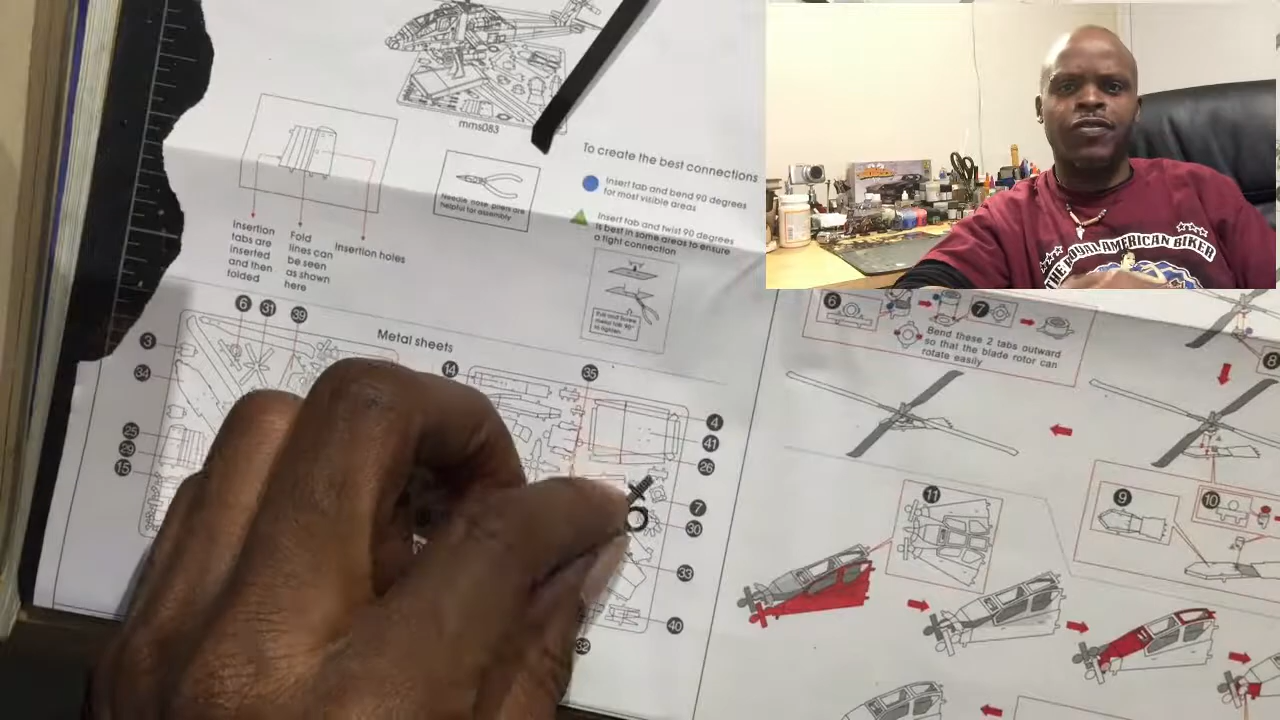 mms083
To create the best connections
Insert tab and bend 90 degrees
for most visible areas
Needle nose pliers are
helpful for assembly
Insert tab and twist 90 degrees
is best in some areas to ensure
a tight connection
Insertion
tabs are
inserted
and then
folded
Fold
lines can
be seen
as shown
here
Insertion holes
Metal sheets
6
31
39
3
34
25
29
15
14
35
4
41
26
7
30
33
40
32
6
7
Bend these 2 tabs outward
so that the blade rotor can
rotate easily
8
9
10
11
AMERICAN BIKER